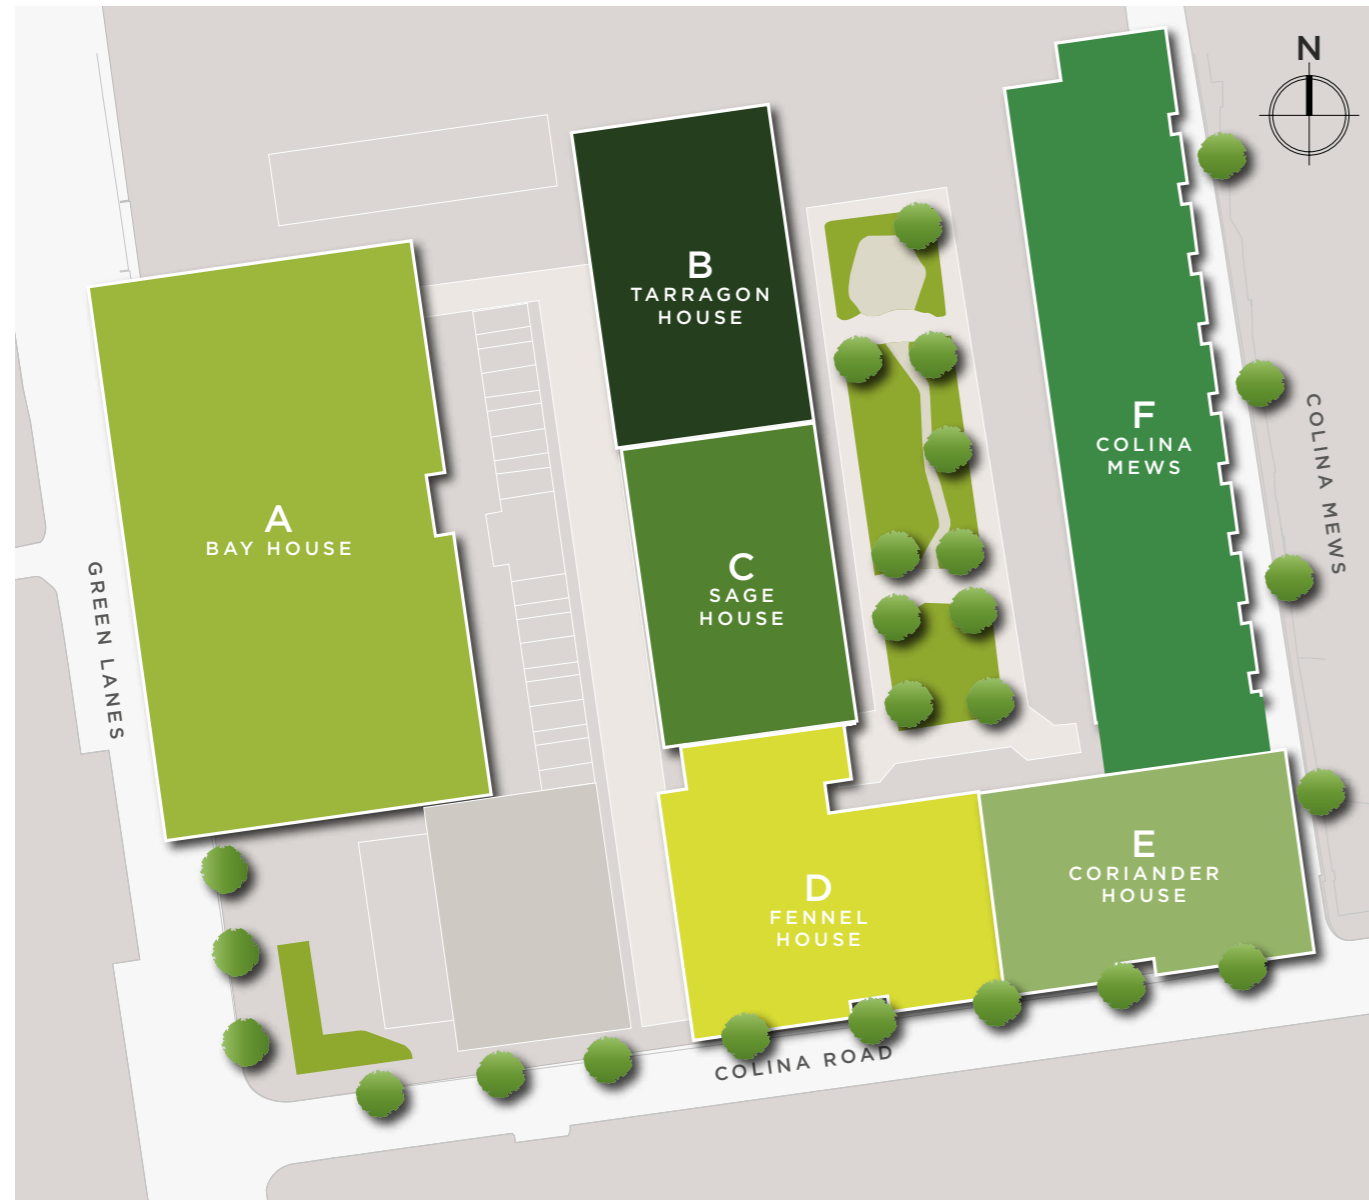 N
B
TARRAGON
HOUSE
F
COLINA
MEWS
COLINA MEWS
A
BAY HOUSE
GREEN LANES
C
SAGE
HOUSE
D
FENNEL
HOUSE
E
CORIANDER
HOUSE
COLINA ROAD